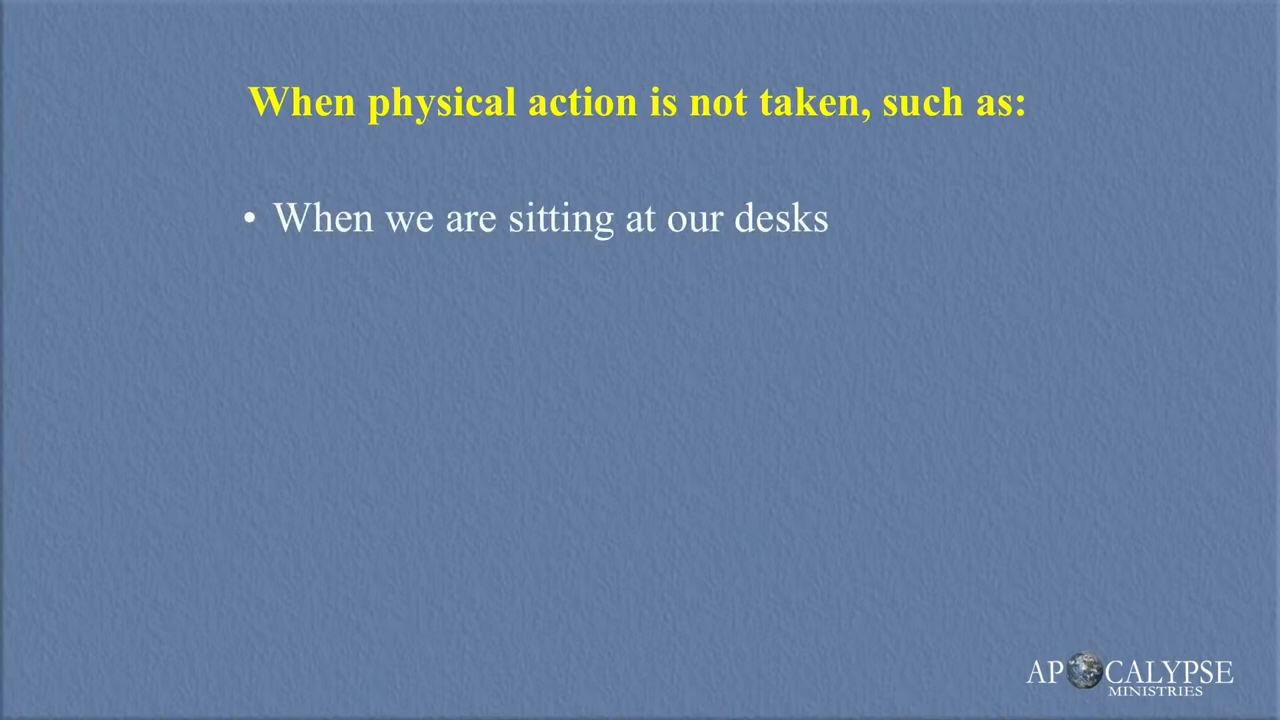 When physical action is not taken, such as:
• When we are sitting at our desks
APOCALYPSE
MINISTRIES